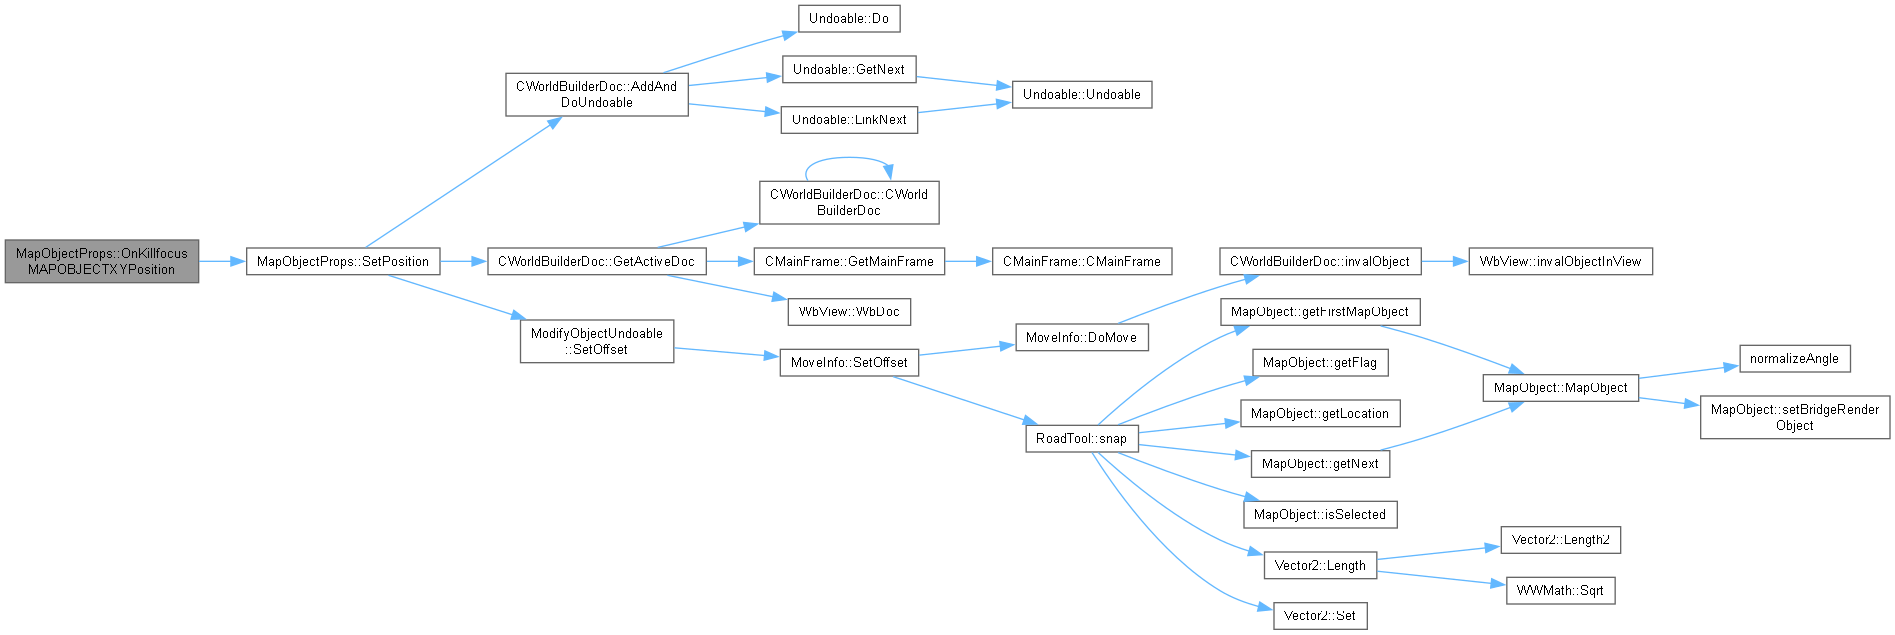 MapObjectProps::OnKillfocus
MAPOBJECTXYPosition
MapObjectProps::SetPosition
CWorldBuilderDoc::AddAnd
DoUndoable
Undoable::Do
Undoable::GetNext
Undoable::LinkNext
Undoable::Undoable
CWorldBuilderDoc::GetActiveDoc
CWorldBuilderDoc::CWorld
BuilderDoc
CMainFrame::GetMainFrame
CMainFrame::CMainFrame
WbView::WbDoc
ModifyObjectUndoable
::SetOffset
MoveInfo::SetOffset
MoveInfo::DoMove
CWorldBuilderDoc::invalObject
WbView::invalObjectInView
RoadTool::snap
MapObject::getFirstMapObject
MapObject::getFlag
MapObject::getLocation
MapObject::getNext
MapObject::isSelected
MapObject::MapObject
normalizeAngle
MapObject::setBridgeRender
Object
Vector2::Length
Vector2::Length2
WWMath::Sqrt
Vector2::Set